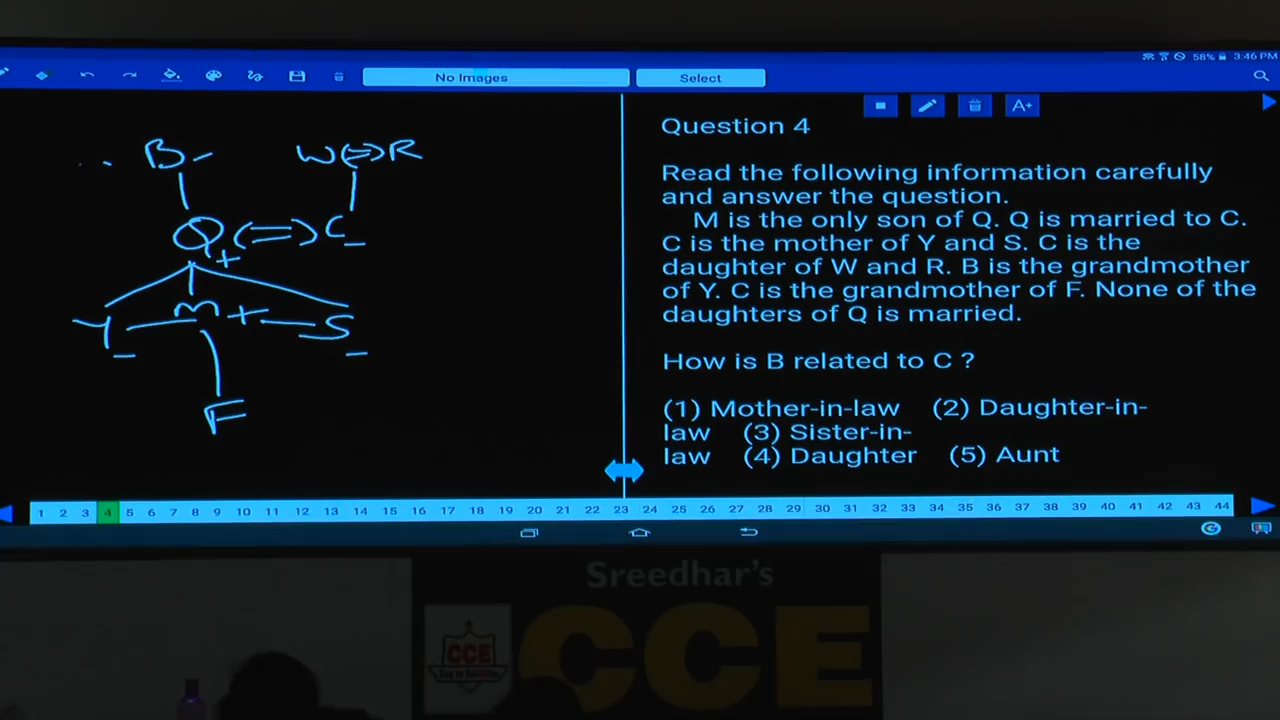 58% 3:46 PM
No Images Select
A+
B - W⇔R
Q+ ⇔ C-
Y- M + S-
F
Question 4
Read the following information carefully
and answer the question.
M is the only son of Q. Q is married to C.
C is the mother of Y and S. C is the
daughter of W and R. B is the grandmother
of Y. C is the grandmother of F. None of the
daughters of Q is married.
How is B related to C ?
(1) Mother-in-law (2) Daughter-in-
law (3) Sister-in-
law (4) Daughter (5) Aunt
1 2 3 4 5 6 7 8 9 10 11 12 13 14 15 16 17 18 19 20 21 22 23 24 25 26 27 28 29 30 31 32 33 34 35 36 37 38 39 40 41 42 43 44
Sreedhar's
CCE
CCE